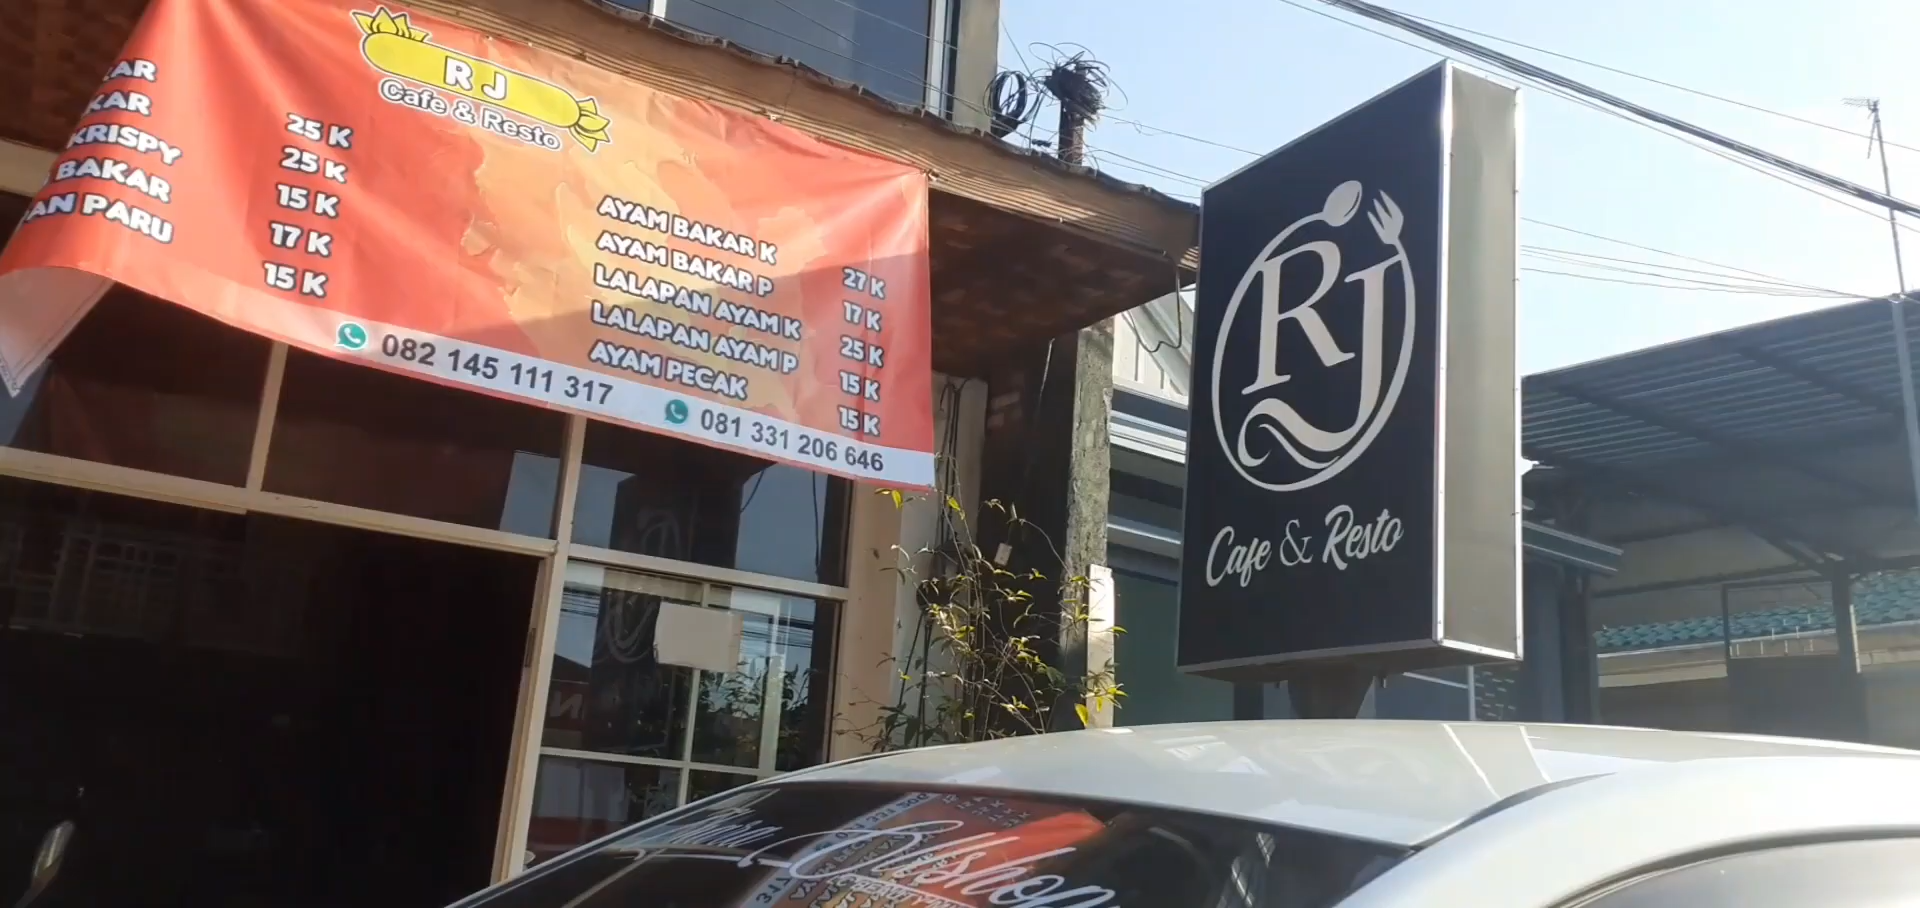 RJ
Cafe & Resto
KRISPY
BAKAR
PARU
25 K
25 K
15 K
17 K
15 K
AYAM BAKAR K
AYAM BAKAR P
LALAPAN AYAM K
LALAPAN AYAM P
AYAM PECAK
27 K
17 K
25 K
15 K
15 K
082 145 111 317
081 331 206 646
RJ
Cafe & Resto